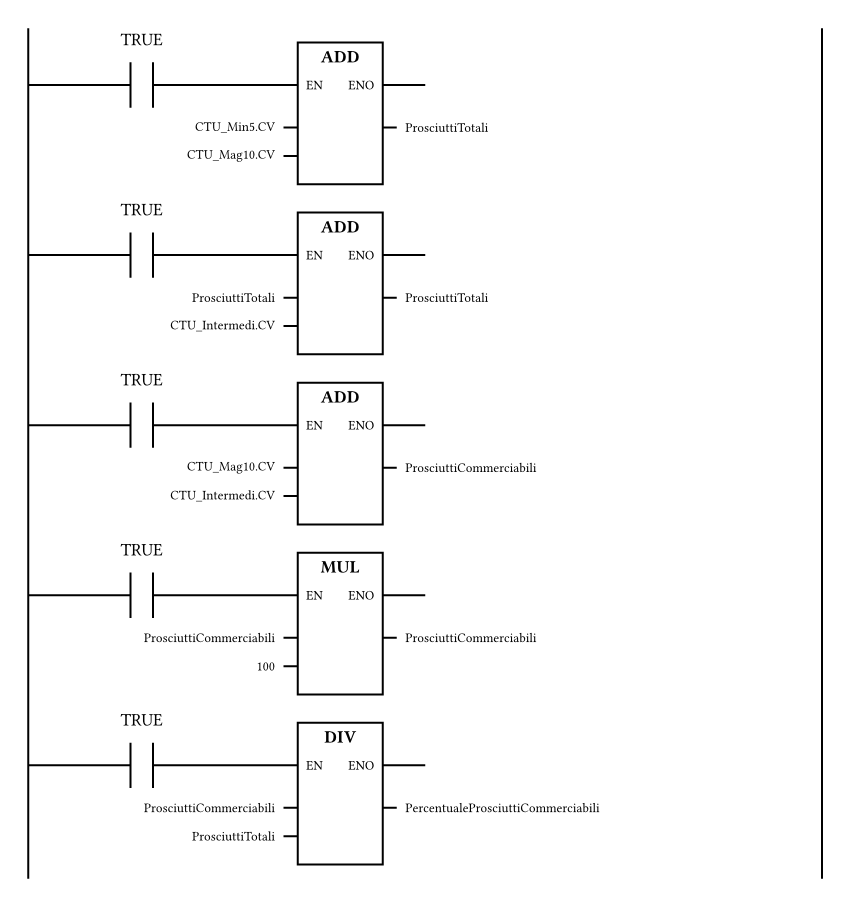 TRUE
ADD
EN ENO
CTU_Min5.CV ProsciuttiTotali
CTU_Mag10.CV
TRUE
ADD
EN ENO
ProsciuttiTotali ProsciuttiTotali
CTU_Intermedi.CV
TRUE
ADD
EN ENO
CTU_Mag10.CV ProsciuttiCommerciabili
CTU_Intermedi.CV
TRUE
MUL
EN ENO
ProsciuttiCommerciabili ProsciuttiCommerciabili
100
TRUE
DIV
EN ENO
ProsciuttiCommerciabili PercentualeProsciuttiCommerciabili
ProsciuttiTotali